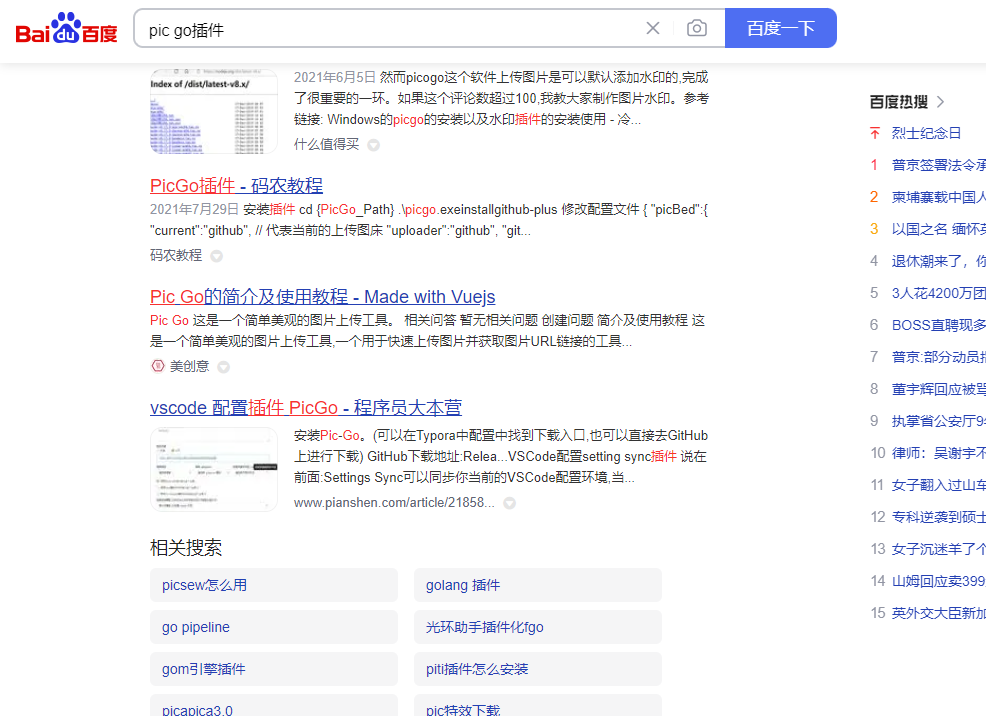 Bai du 百度
pic go插件
百度一下
Index of /dist/latest-v8.x/
2021年6月5日 然而picogo这个软件上传图片是可以默认添加水印的,完成
了很重要的一环。如果这个评论数超过100,我教大家制作图片水印。参考
链接: Windows的picgo的安装以及水印插件的安装使用 - 冷...
什么值得买
PicGo插件 - 码农教程
2021年7月29日 安装插件 cd {PicGo_Path} .\picgo.exeinstallgithub-plus 修改配置文件 { "picBed":{
"current":"github", // 代表当前的上传图床 "uploader":"github", "git...
码农教程
Pic Go的简介及使用教程 - Made with Vuejs
Pic Go 这是一个简单美观的图片上传工具。 相关问答 暂无相关问题 创建问题 简介及使用教程 这
是一个简单美观的图片上传工具,一个用于快速上传图片并获取图片URL链接的工具...
美创意
vscode 配置插件 PicGo - 程序员大本营
安装Pic-Go。(可以在Typora中配置中找到下载入口,也可以直接去GitHub
上进行下载) GitHub下载地址:Relea...VSCode配置setting sync插件 说在
前面:Settings Sync可以同步你当前的VSCode配置环境,当...
www.pianshen.com/article/21858...
相关搜索
picsew怎么用
golang 插件
go pipeline
光环助手插件化fgo
gom引擎插件
piti插件怎么安装
picapica3.0
pic特效下载
百度热搜
烈士纪念日
1 普京签署法令承
2 柬埔寨载中国人
3 以国之名 缅怀英
4 退休潮来了，你
5 3人花4200万团
6 BOSS直聘现多
7 普京:部分动员指
8 董宇辉回应被骂
9 执掌省公安厅9年
10 律师：吴谢宇不
11 女子翻入过山车
12 专科逆袭到硕士
13 女子沉迷羊了个
14 山姆回应卖399
15 英外交大臣新加